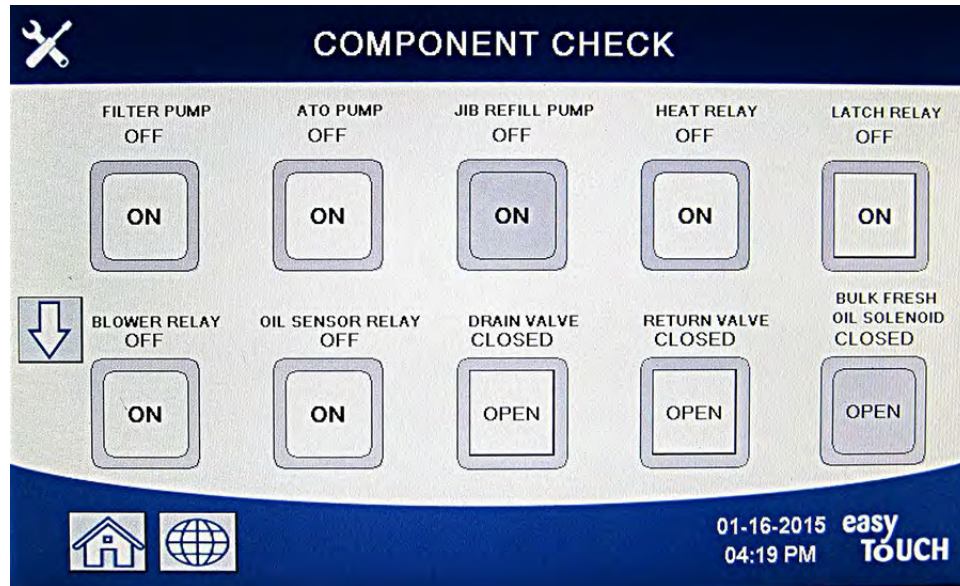 COMPONENT CHECK
FILTER PUMP
OFF
ON
ATO PUMP
OFF
ON
JIB REFILL PUMP
OFF
ON
HEAT RELAY
OFF
ON
LATCH RELAY
OFF
ON
BLOWER RELAY
OFF
ON
OIL SENSOR RELAY
OFF
ON
DRAIN VALVE
CLOSED
OPEN
RETURN VALVE
CLOSED
OPEN
BULK FRESH
OIL SOLENOID
CLOSED
OPEN
01-16-2015
04:19 PM
easy
TOUCH